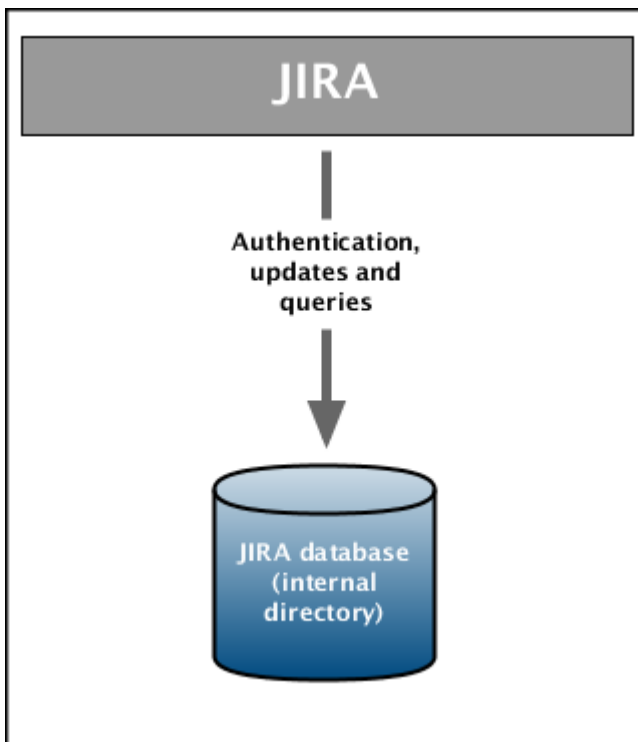 JIRA
Authentication,
updates and
queries
JIRA database
(internal
directory)